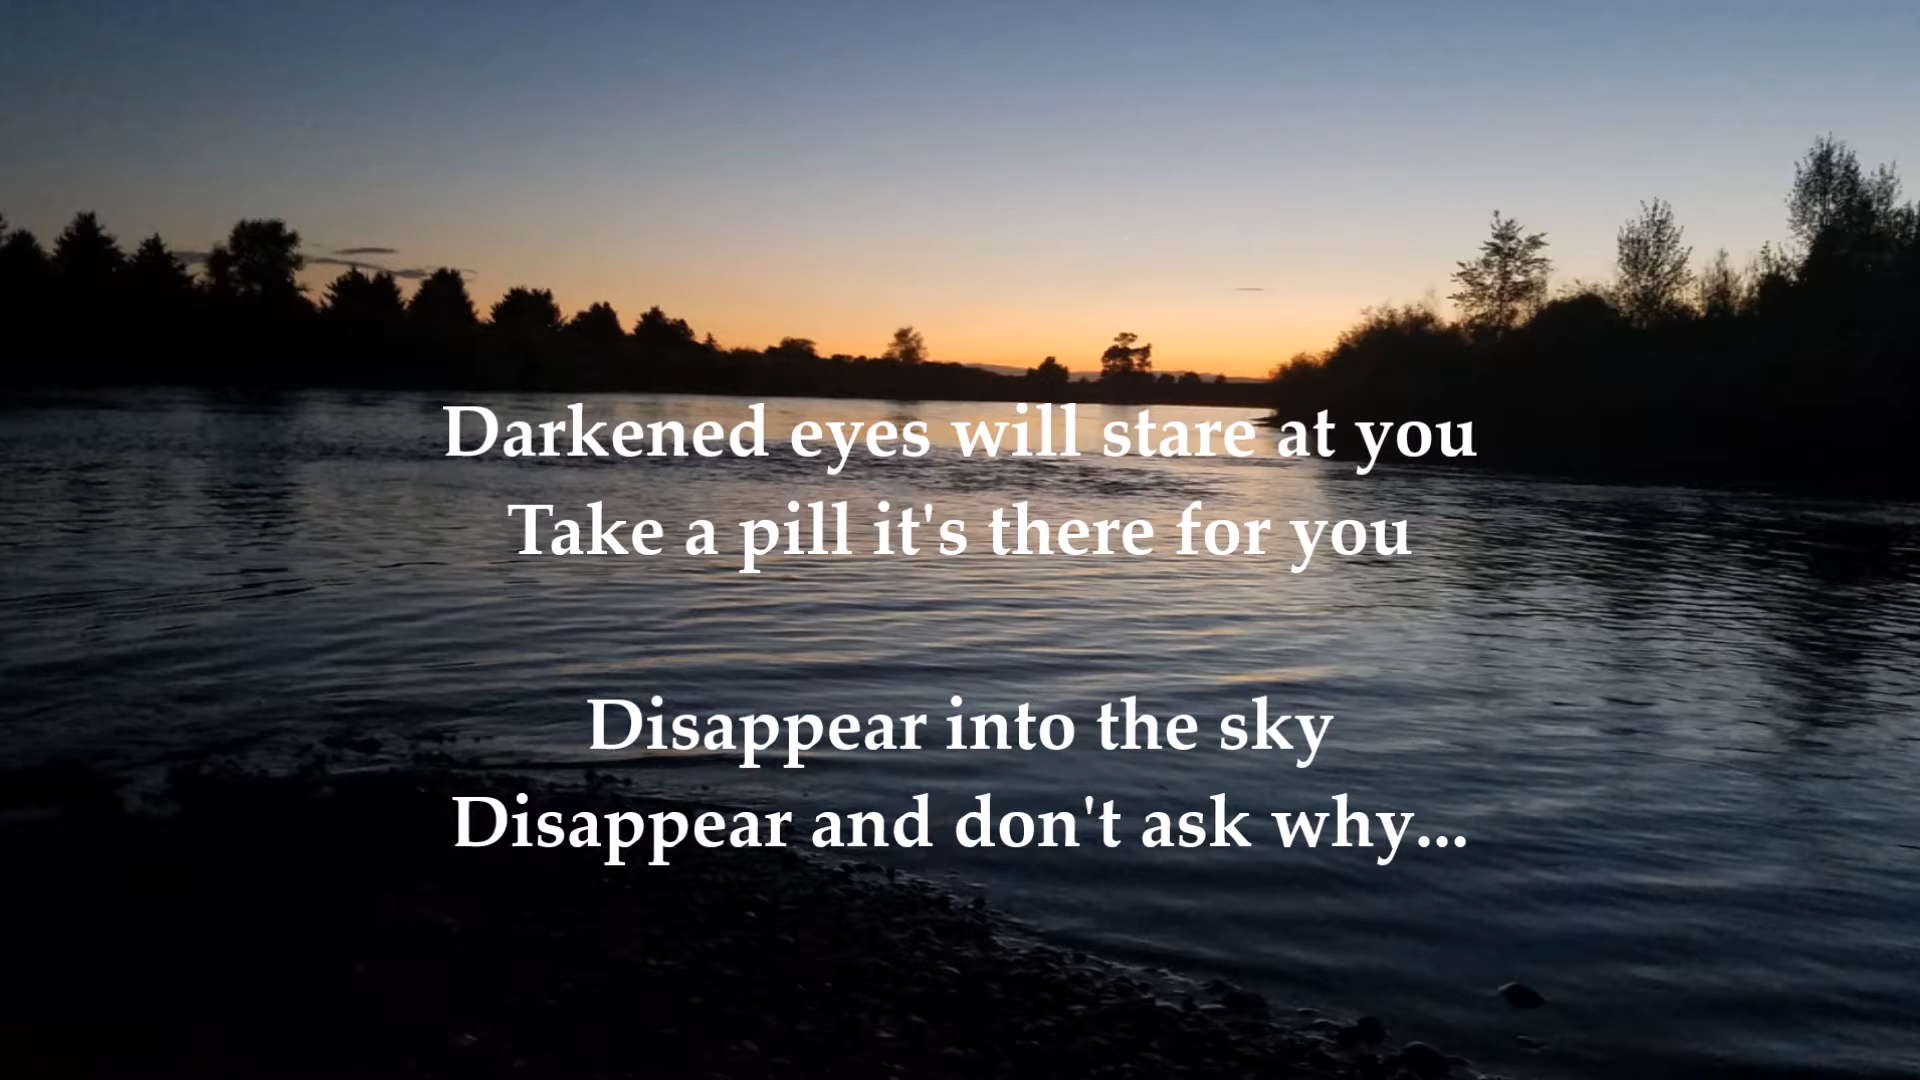 Darkened eyes will stare at you
Take a pill it's there for you
Disappear into the sky
Disappear and don't ask why...